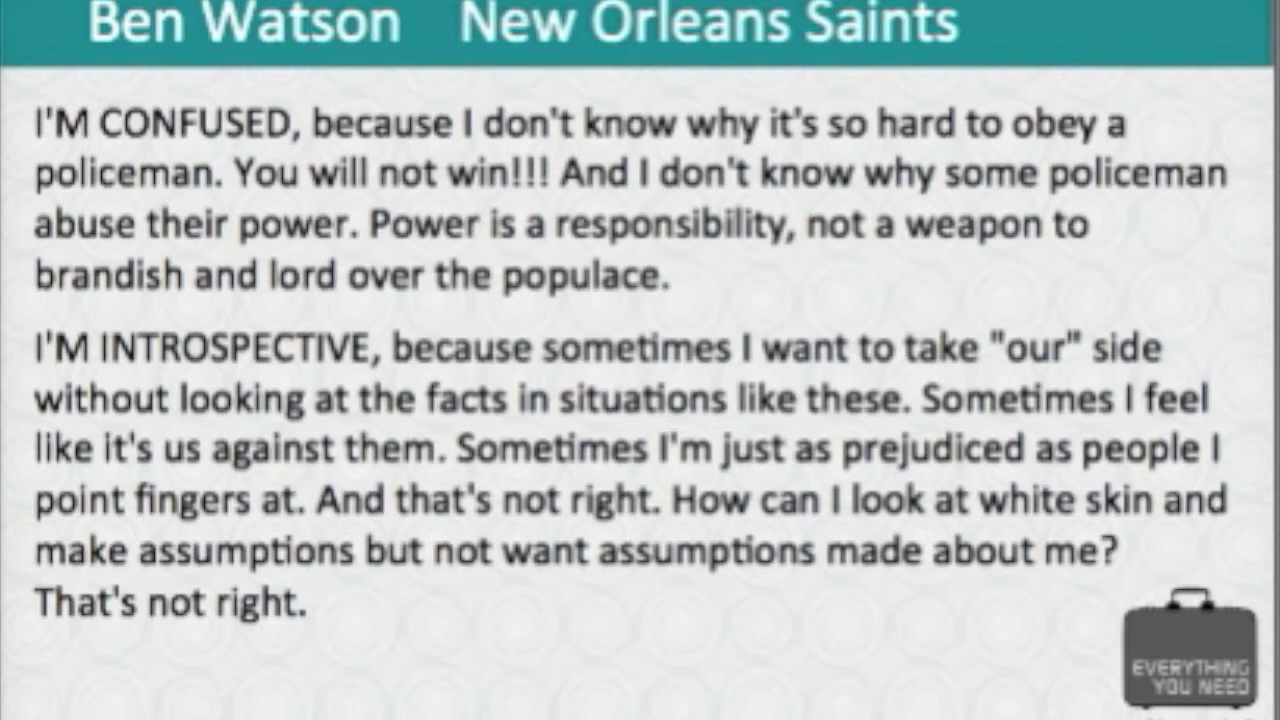 Ben Watson New Orleans Saints
I'M CONFUSED, because I don't know why it's so hard to obey a
policeman. You will not win!!! And I don't know why some policeman
abuse their power. Power is a responsibility, not a weapon to
brandish and lord over the populace.
I'M INTROSPECTIVE, because sometimes I want to take "our" side
without looking at the facts in situations like these. Sometimes I feel
like it's us against them. Sometimes I'm just as prejudiced as people I
point fingers at. And that's not right. How can I look at white skin and
make assumptions but not want assumptions made about me?
That's not right.
EVERYTHING
YOU NEED